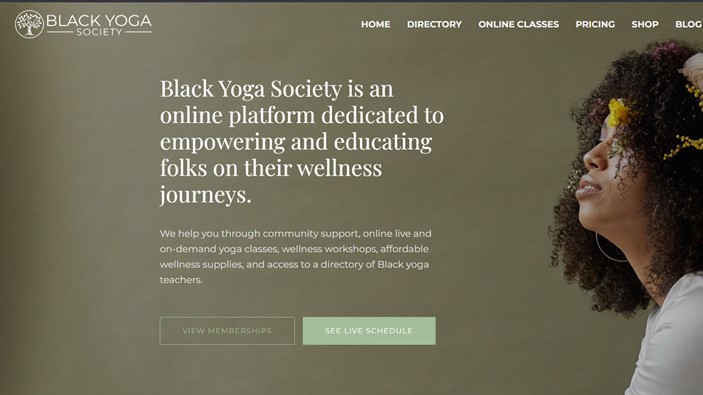 BLACK YOGA
SOCIETY
HOME DIRECTORY ONLINE CLASSES PRICING SHOP BLOG
Black Yoga Society is an
online platform dedicated to
empowering and educating
folks on their wellness
journeys.
We help you through community support, online live and
on-demand yoga classes, wellness workshops, affordable
wellness supplies, and access to a directory of Black yoga
teachers.
VIEW MEMBERSHIPS SEE LIVE SCHEDULE